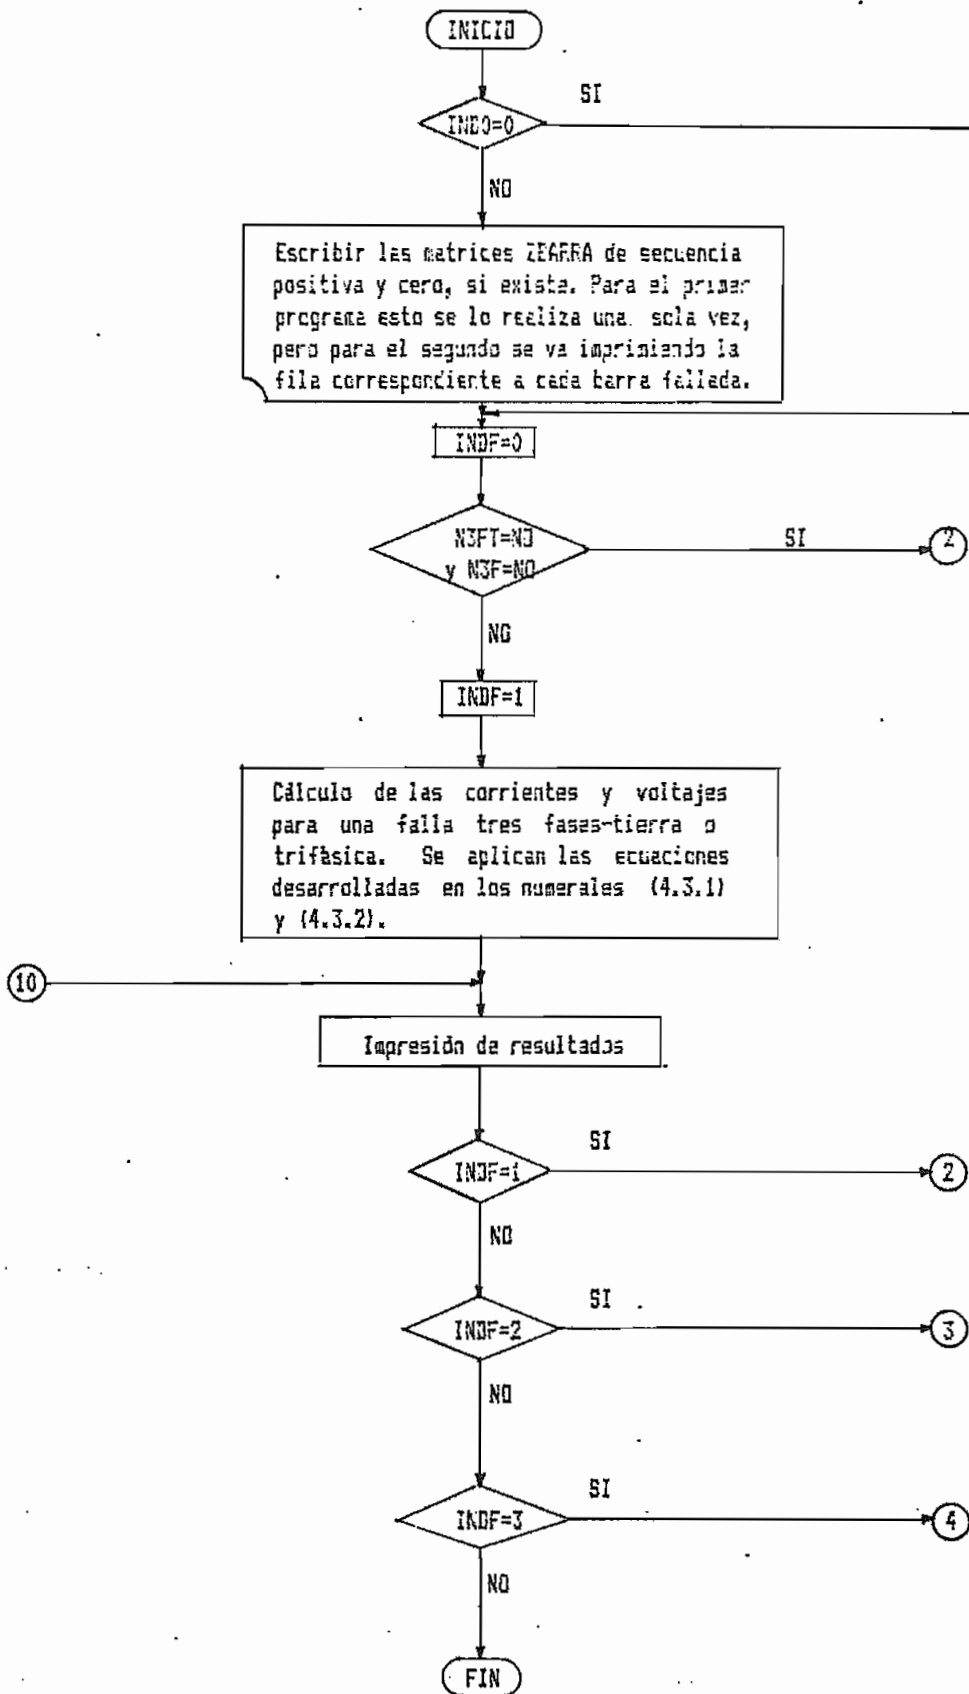 INICIO
SI
INDO=0
NO
Escribir las matrices ZBARRA de secuencia
positiva y cero, si existe. Para el primer
programa esto se lo realiza una sola vez,
pero para el segundo se va imprimiendo la
fila correspondiente a cada barra fallada.
INDF=0
N3FT=NO
y N3F=NO
SI
2
NO
INDF=1
Cálculo de las corrientes y voltajes
para una falla tres fases-tierra o
trifásica. Se aplican las ecuaciones
desarrolladas en los numerales (4.3.1)
y (4.3.2).
10
Impresión de resultados
SI
INDF=1
2
NO
SI
INDF=2
3
NO
SI
INDF=3
4
NO
FIN